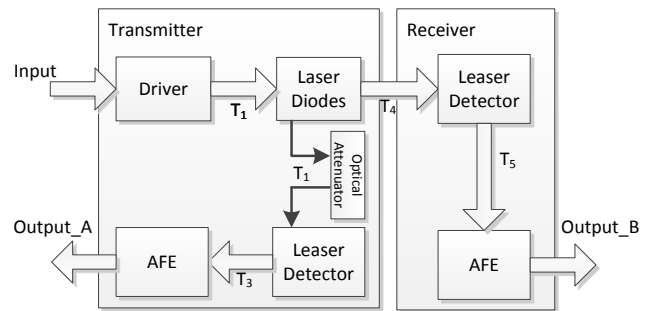 Transmitter
Receiver
Input
Driver
T1
Laser
Diodes
T4
Leaser
Detector
T1
Optical
Attenuator
T5
Output_A
AFE
T3
Leaser
Detector
AFE
Output_B